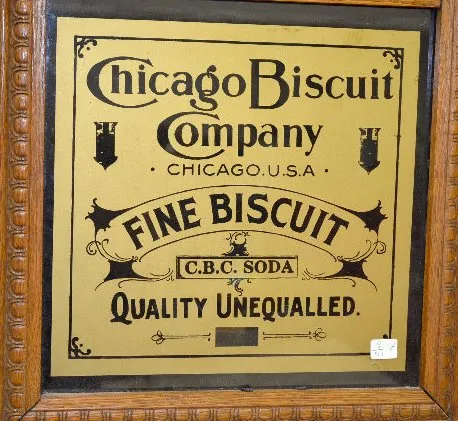 Chicago Biscuit
Company
· CHICAGO.U.S.A ·
FINE BISCUIT
C.B.C. SODA
QUALITY UNEQUALLED.